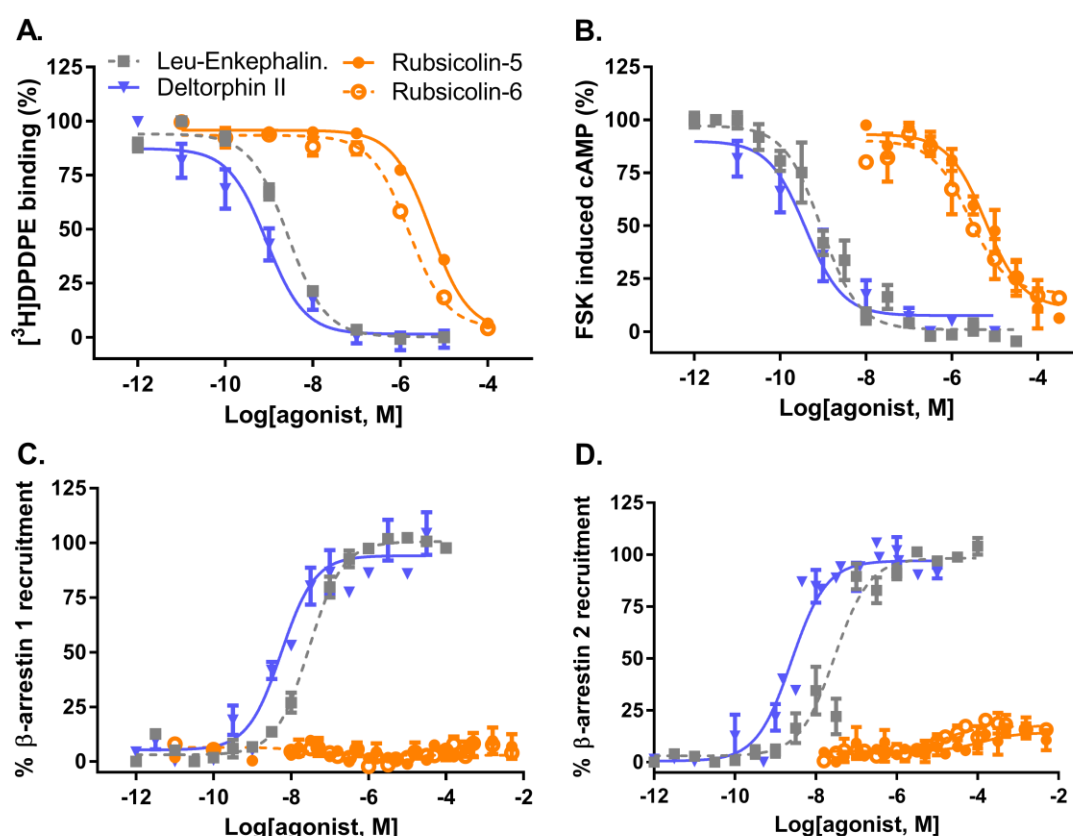 A.
Leu-Enkephalin.
Deltorphin II
Rubsicolin-5
Rubsicolin-6
[³H]DPDPE binding (%)
125
100
75
50
25
0
-12 -10 -8 -6 -4
Log[agonist, M]
B.
FSK induced cAMP (%)
125
100
75
50
25
0
-12 -10 -8 -6 -4
Log[agonist, M]
C.
% β-arrestin 1 recruitment
125
100
75
50
25
0
-12 -10 -8 -6 -4 -2
Log[agonist, M]
D.
% β-arrestin 2 recruitment
125
100
75
50
25
0
-12 -10 -8 -6 -4 -2
Log[agonist, M]